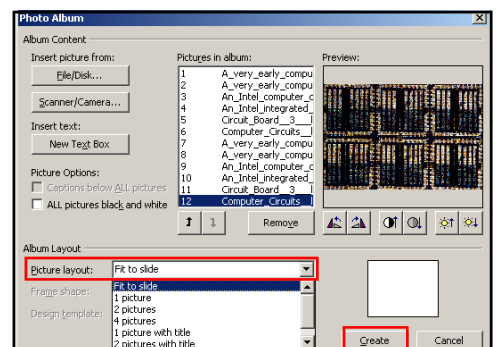 Photo Album
Album Content
Insert picture from:
File/Disk...
Scanner/Camera...
Insert text:
New Text Box
Picture Options:
Captions below ALL pictures
ALL pictures black and white
Pictures in album:
1 A_very_early_compu
2 A_very_early_compu
3 An_Intel_computer_c
4 An_Intel_integrated_
5 Circuit_Board__3__l
6 Computer_Circuits__l
7 A_very_early_compu
8 A_very_early_compu
9 An_Intel_computer_c
10 An_Intel_integrated_
11 Circuit_Board__3__l
12 Computer_Circuits__l
Remove
Preview:
Album Layout
Picture layout: Fit to slide
Frame shape:
Design template:
Fit to slide
1 picture
2 pictures
4 pictures
1 picture with title
2 pictures with title
Create
Cancel